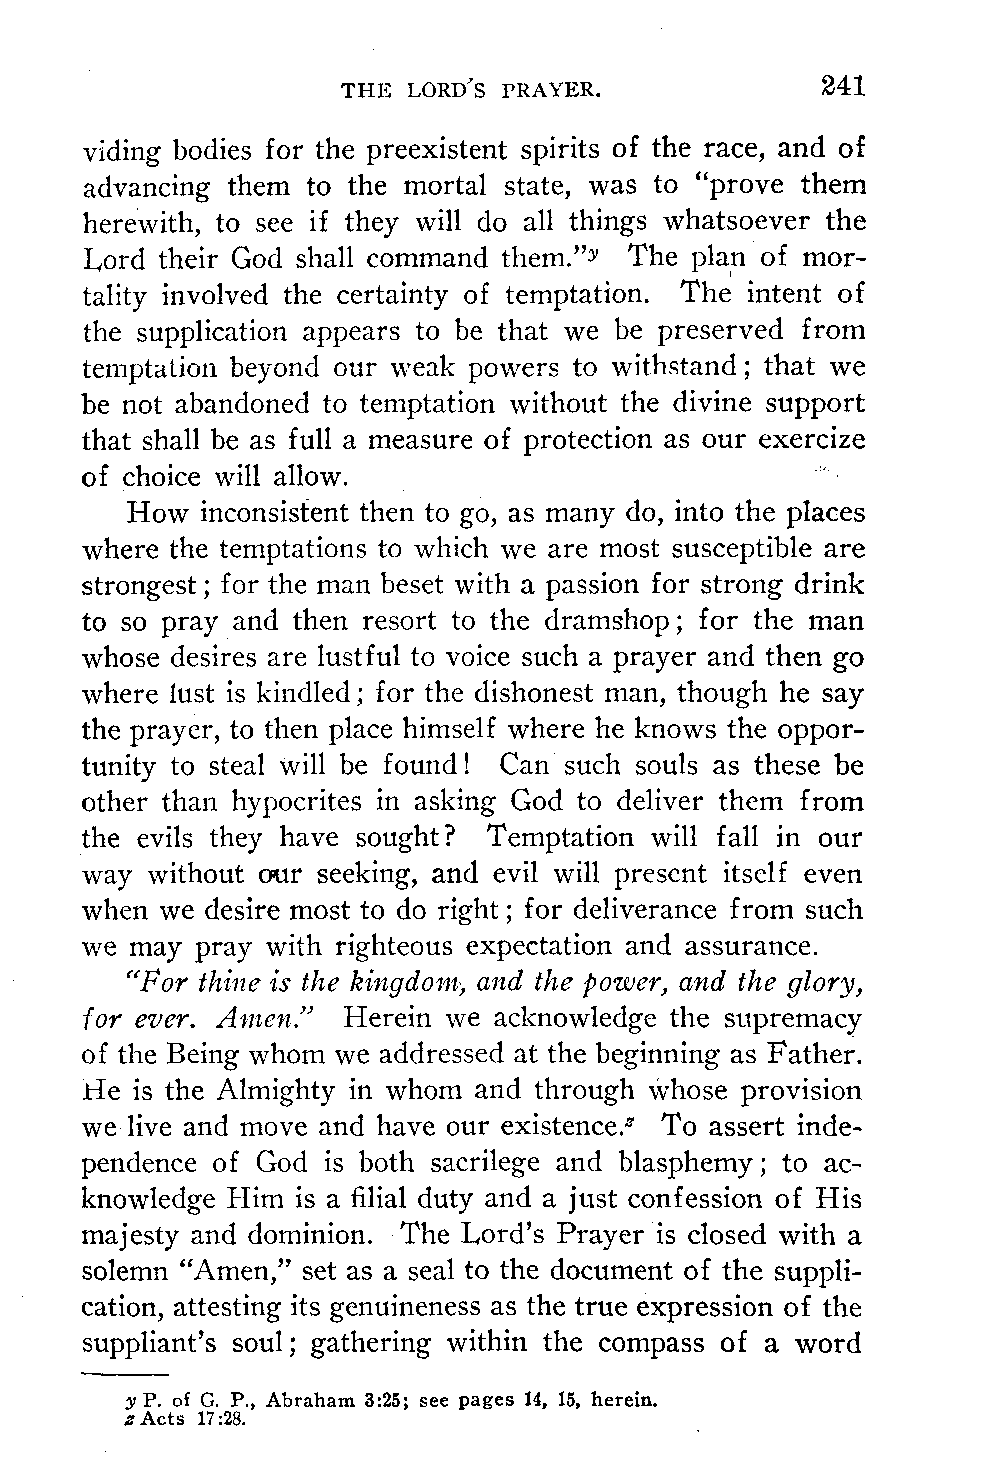 THE LORD'S PRAYER. 241
viding bodies for the preexistent spirits of the race, and of
advancing them to the mortal state, was to “prove them
herewith, to see if they will do all things whatsoever the
Lord their God shall command them.”y The plan of mor-
tality involved the certainty of temptation. The intent of
the supplication appears to be that we be preserved from
temptation beyond our weak powers to withstand; that we
be not abandoned to temptation without the divine support
that shall be as full a measure of protection as our exercize
of choice will allow.
How inconsistent then to go, as many do, into the places
where the temptations to which we are most susceptible are
strongest; for the man beset with a passion for strong drink
to so pray and then resort to the dramshop; for the man
whose desires are lustful to voice such a prayer and then go
where lust is kindled; for the dishonest man, though he say
the prayer, to then place himself where he knows the oppor-
tunity to steal will be found! Can such souls as these be
other than hypocrites in asking God to deliver them from
the evils they have sought? Temptation will fall in our
way without our seeking, and evil will present itself even
when we desire most to do right; for deliverance from such
we may pray with righteous expectation and assurance.
“For thine is the kingdom, and the power, and the glory,
for ever. Amen.” Herein we acknowledge the supremacy
of the Being whom we addressed at the beginning as Father.
He is the Almighty in whom and through whose provision
we live and move and have our existence.z To assert inde-
pendence of God is both sacrilege and blasphemy; to ac-
knowledge Him is a filial duty and a just confession of His
majesty and dominion. The Lord's Prayer is closed with a
solemn “Amen,” set as a seal to the document of the suppli-
cation, attesting its genuineness as the true expression of the
suppliant's soul; gathering within the compass of a word
y P. of G. P., Abraham 3:25; see pages 14, 15, herein.
z Acts 17:28.